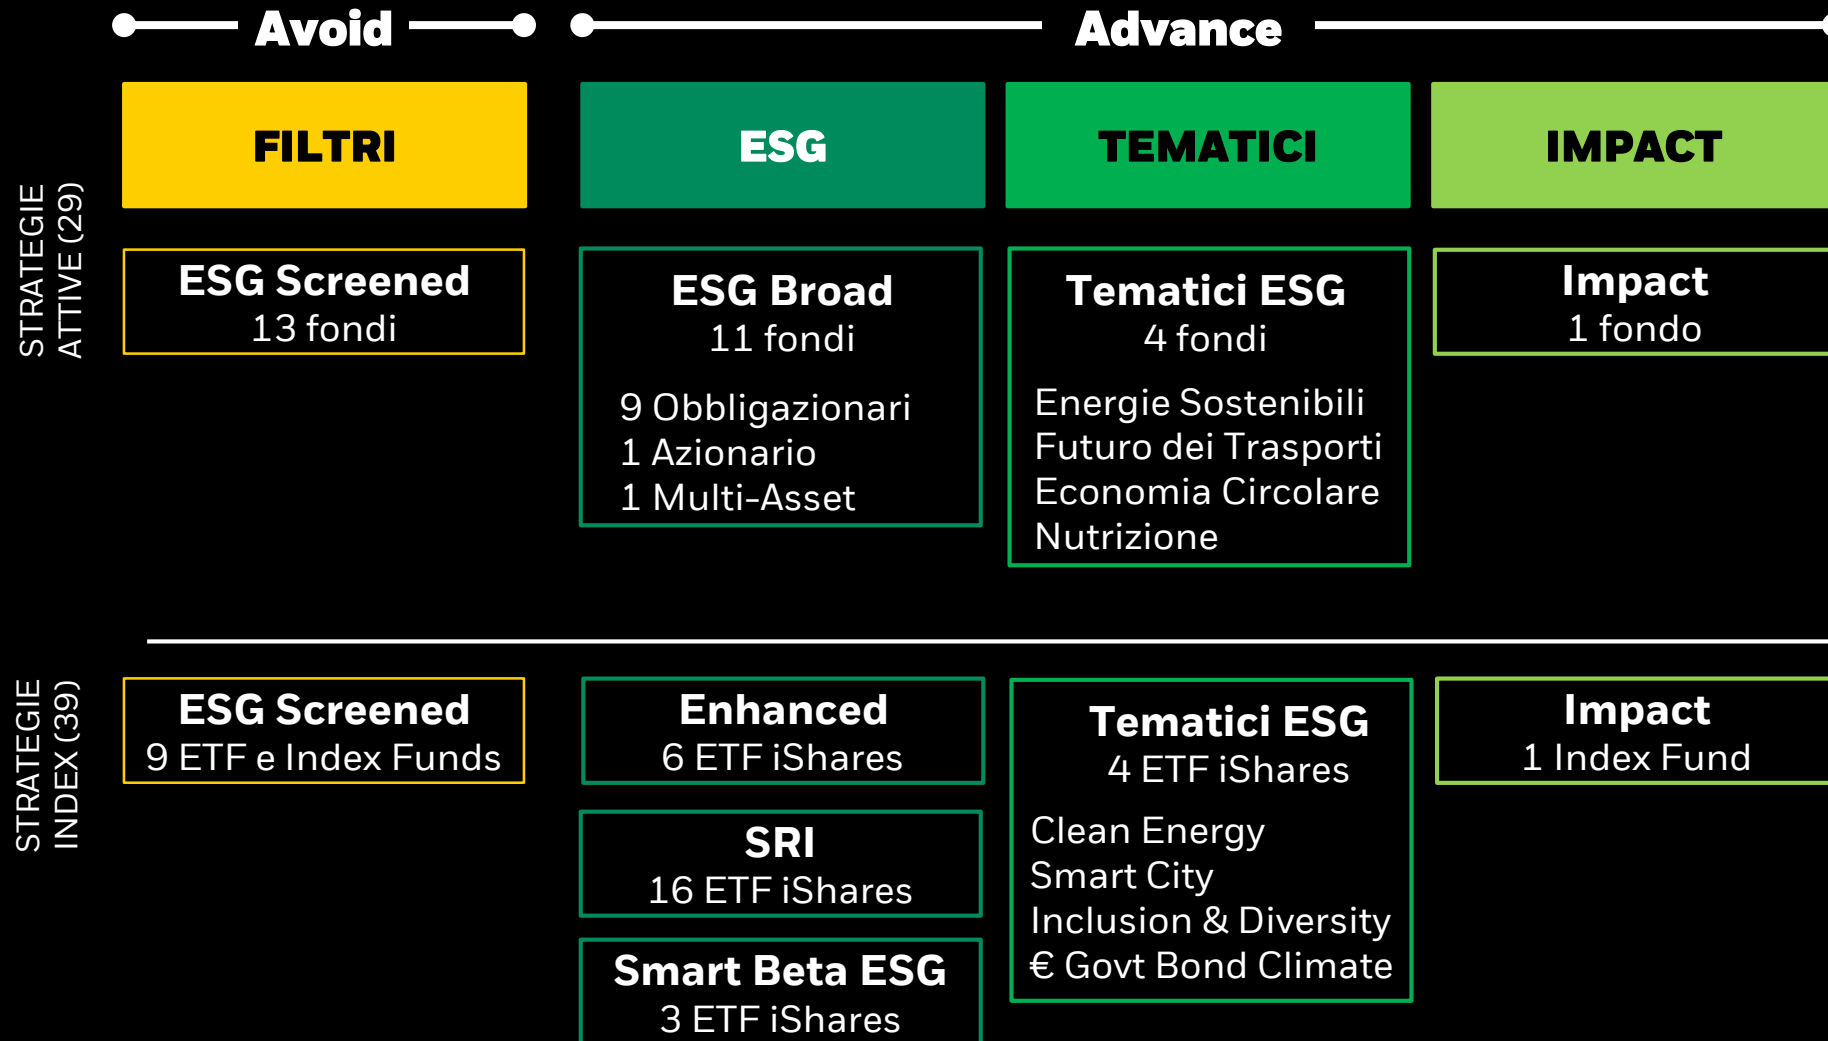 Avoid
Advance
FILTRI
ESG
TEMATICI
IMPACT
STRATEGIE
ATTIVE (29)
ESG Screened
13 fondi
ESG Broad
11 fondi
9 Obbligazionari
1 Azionario
1 Multi-Asset
Tematici ESG
4 fondi
Energie Sostenibili
Futuro dei Trasporti
Economia Circolare
Nutrizione
Impact
1 fondo
STRATEGIE
INDEX (39)
ESG Screened
9 ETF e Index Funds
Enhanced
6 ETF iShares
SRI
16 ETF iShares
Smart Beta ESG
3 ETF iShares
Tematici ESG
4 ETF iShares
Clean Energy
Smart City
Inclusion & Diversity
€ Govt Bond Climate
Impact
1 Index Fund